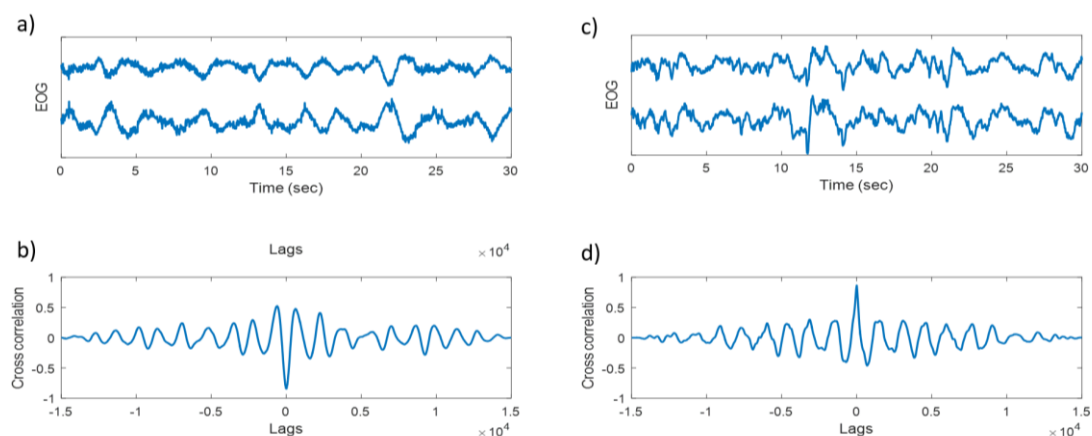 a)
EOG
0 5 10 15 20 25 30
Time (sec)
c)
EOG
0 5 10 15 20 25 30
Time (sec)
b)
Lags
× 10⁴
1
0.5
0
-0.5
-1
Cross correlation
-1.5 -1 -0.5 0 0.5 1 1.5
Lags
× 10⁴
d)
1
0.5
0
-0.5
-1
Cross correlation
-1.5 -1 -0.5 0 0.5 1 1.5
Lags
× 10⁴